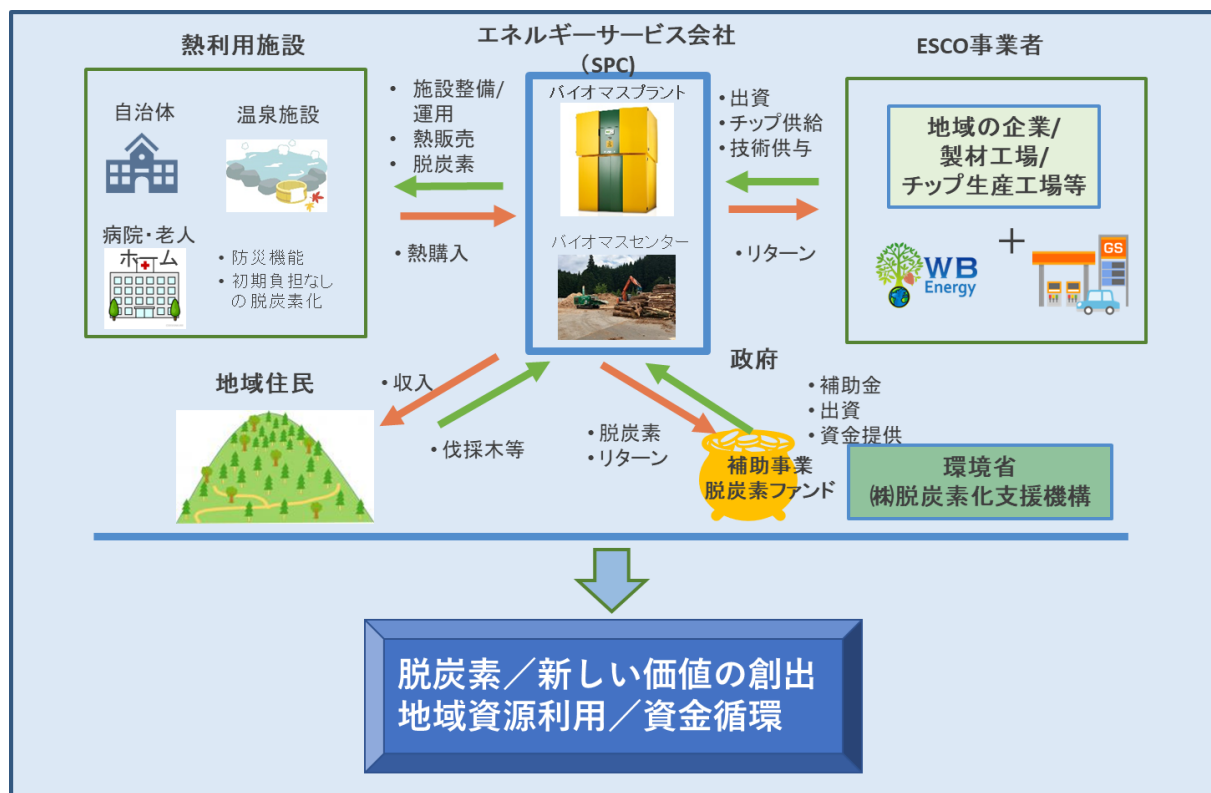 熱利用施設
自治体
温泉施設
病院・老人
ホーム
• 防災機能
• 初期負担なし
の脱炭素化
• 施設整備/
運用
• 熱販売
• 脱炭素
• 熱購入
エネルギーサービス会社
(SPC)
バイオマスプラント
バイオマスセンター
• 出資
• チップ供給
• 技術供与
• リターン
ESCO事業者
地域の企業/
製材工場/
チップ生産工場等
WB
Energy
+
GS
地域住民
• 収入
• 伐採木等
• 脱炭素
• リターン
政府
• 補助金
• 出資
• 資金提供
補助事業
脱炭素ファンド
環境省
㈱脱炭素化支援機構
脱炭素/新しい価値の創出
地域資源利用/資金循環